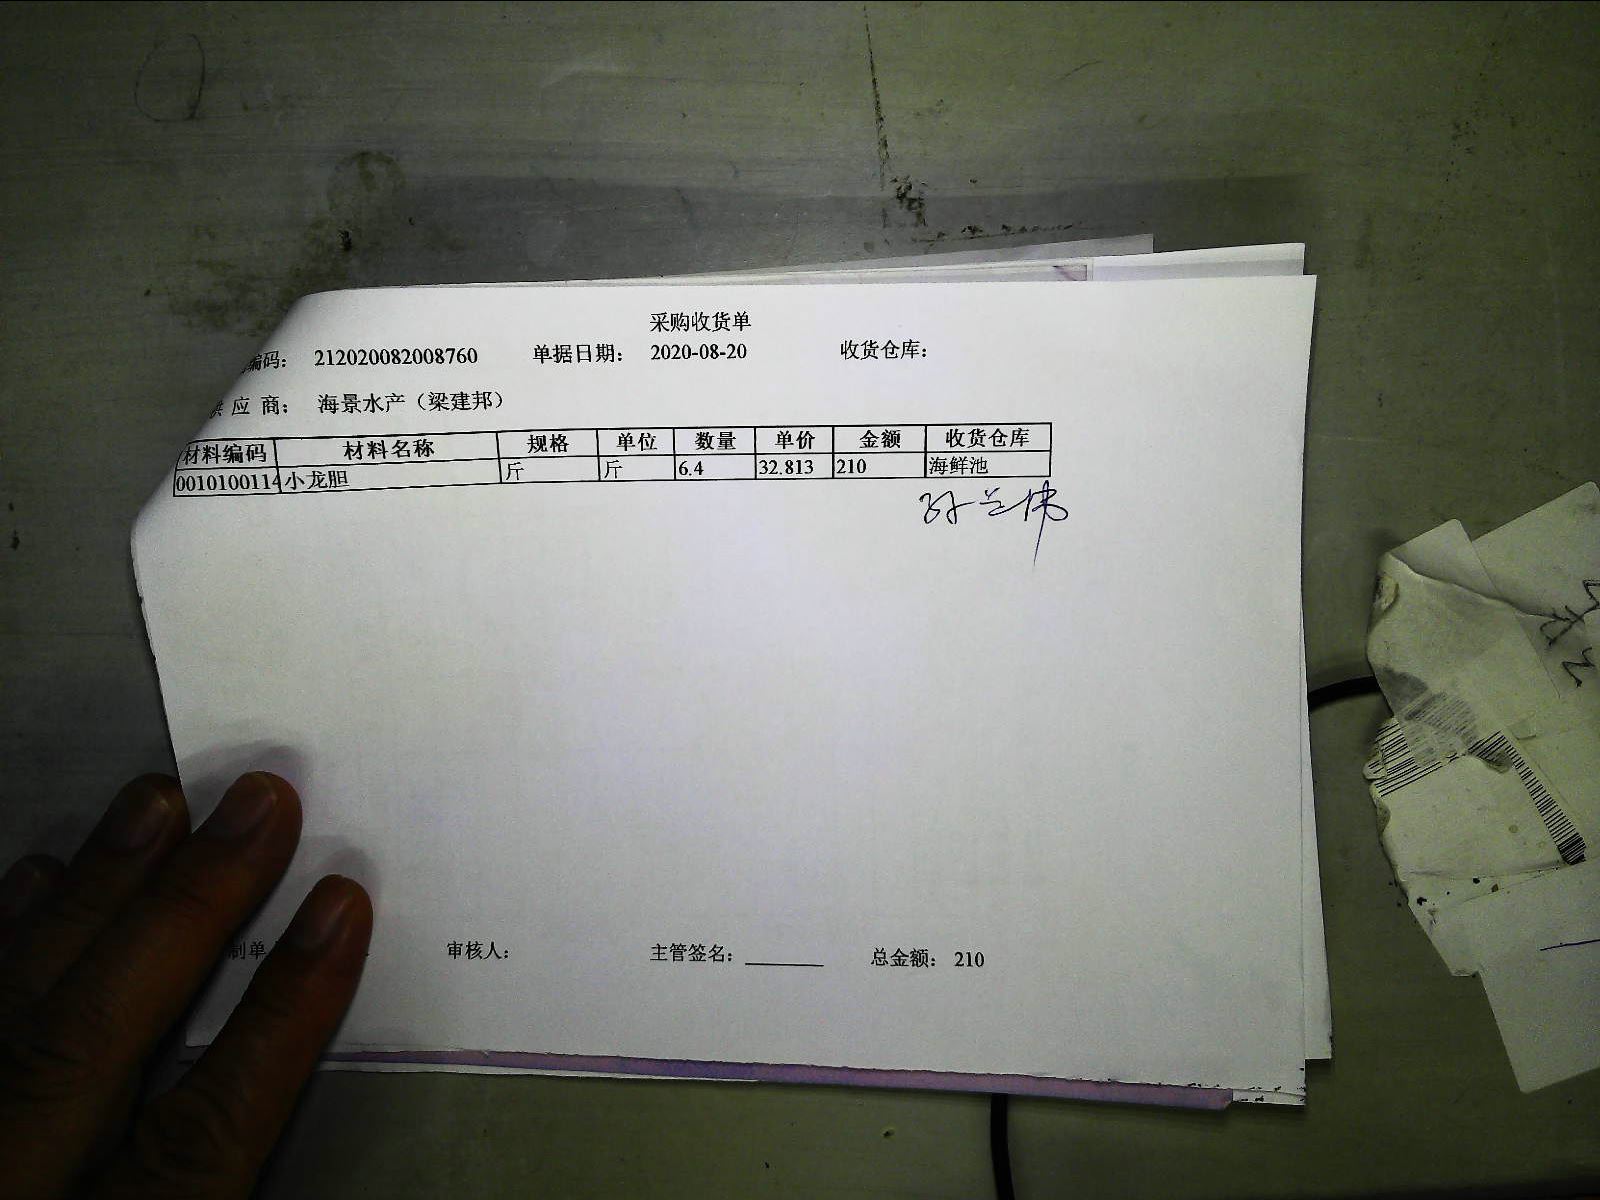 采购收货单
编码： 212020082008760 单据日期： 2020-08-20 收货仓库：
供 应 商： 海景水产（梁建邦）
材料编码 材料名称 规格 单位 数量 单价 金额 收货仓库
0010100114 小龙胆 斤 斤 6.4 32.813 210 海鲜池
制单 审核人： 主管签名： 总金额： 210